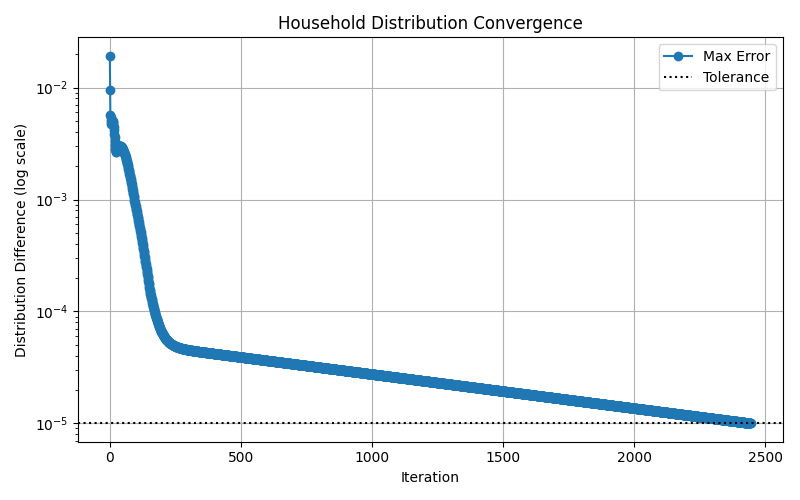 Household Distribution Convergence
Max Error
Tolerance
Distribution Difference (log scale)
10⁻²
10⁻³
10⁻⁴
10⁻⁵
0 500 1000 1500 2000 2500
Iteration